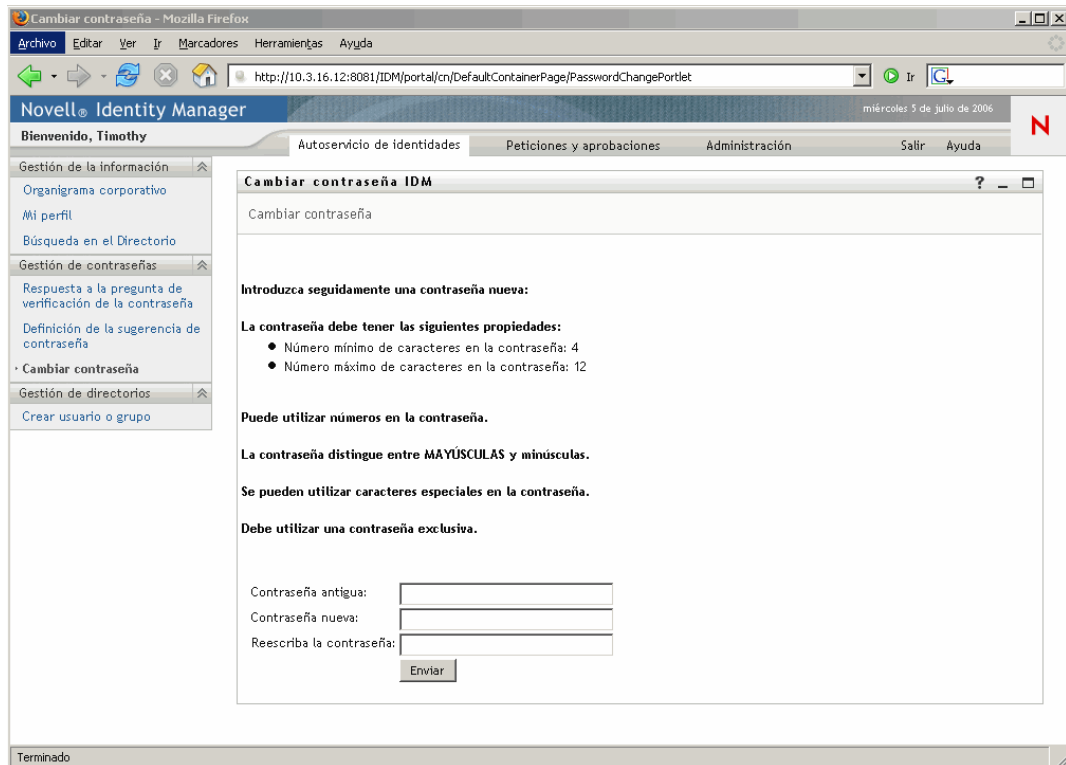 Cambiar contraseña - Mozilla Firefox
Archivo Editar Ver Ir Marcadores Herramientas Ayuda
http://10.3.16.12:8081/IDM/portal/cn/DefaultContainerPage/PasswordChangePortlet Ir G
Novell® Identity Manager miércoles 5 de julio de 2006
N
Bienvenido, Timothy
Autoservicio de identidades Peticiones y aprobaciones Administración Salir Ayuda
Gestión de la información
Organigrama corporativo
Mi perfil
Búsqueda en el Directorio
Gestión de contraseñas
Respuesta a la pregunta de
verificación de la contraseña
Definición de la sugerencia de
contraseña
Cambiar contraseña
Gestión de directorios
Crear usuario o grupo
Cambiar contraseña IDM ?
Cambiar contraseña
Introduzca seguidamente una contraseña nueva:
La contraseña debe tener las siguientes propiedades:
● Número mínimo de caracteres en la contraseña: 4
● Número máximo de caracteres en la contraseña: 12
Puede utilizar números en la contraseña.
La contraseña distingue entre MAYÚSCULAS y minúsculas.
Se pueden utilizar caracteres especiales en la contraseña.
Debe utilizar una contraseña exclusiva.
Contraseña antigua:
Contraseña nueva:
Reescriba la contraseña:
Enviar
Terminado